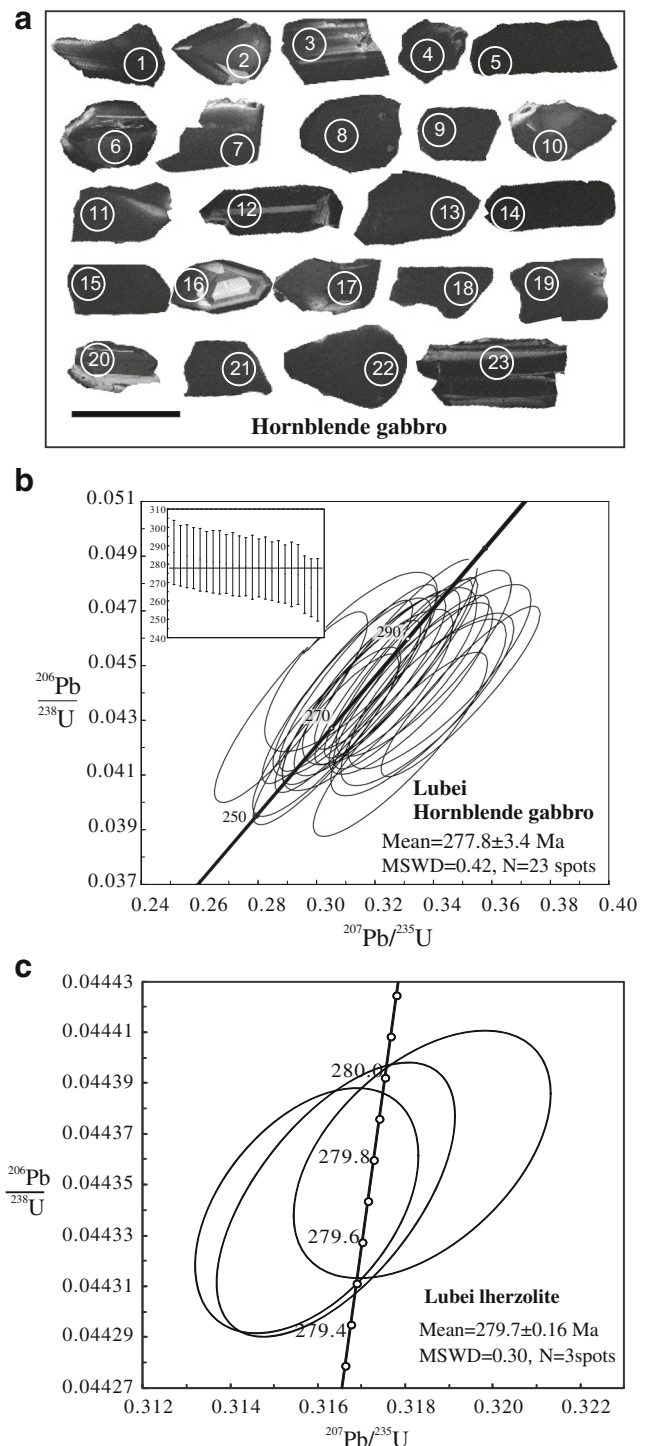 a
1 2 3 4 5
6 7 8 9 10
11 12 13 14
15 16 17 18 19
20 21 22 23
Hornblende gabbro
b
0.051
0.049
0.047
0.045
0.043
0.041
0.039
0.037
206Pb
238U
310
300
290
280
270
260
250
240
290
270
250
Lubei
Hornblende gabbro
Mean=277.8±3.4 Ma
MSWD=0.42, N=23 spots
0.24 0.26 0.28 0.30 0.32 0.34 0.36 0.38 0.40
207Pb/235U
c
0.04443
0.04441
0.04439
0.04437
0.04435
0.04433
0.04431
0.04429
0.04427
206Pb
238U
280.0
279.8
279.6
279.4
Lubei lherzolite
Mean=279.7±0.16 Ma
MSWD=0.30, N=3spots
0.312 0.314 0.316 0.318 0.320 0.322
207Pb/235U